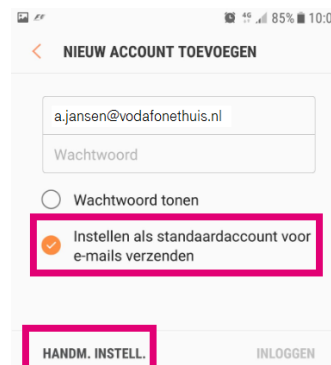 4G 85% 10:0
NIEUW ACCOUNT TOEVOEGEN
a.jansen@vodafonethuis.nl
Wachtwoord
Wachtwoord tonen
Instellen als standaardaccount voor
e-mails verzenden
HANDM. INSTELL. INLOGGEN